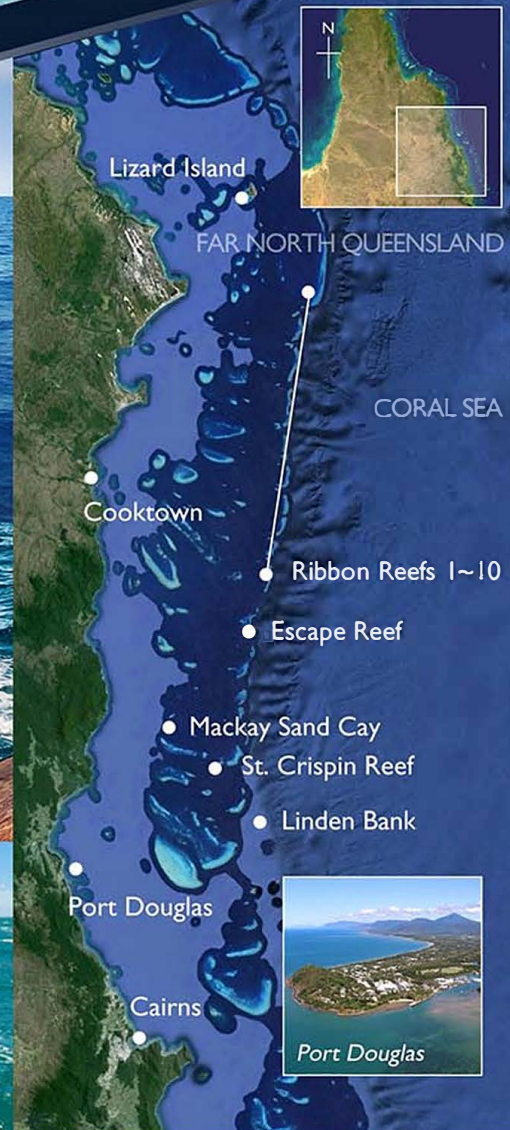 N
Lizard Island
FAR NORTH QUEENSLAND
CORAL SEA
Cooktown
Ribbon Reefs 1~10
Escape Reef
Mackay Sand Cay
St. Crispin Reef
Linden Bank
Port Douglas
Cairns
Port Douglas